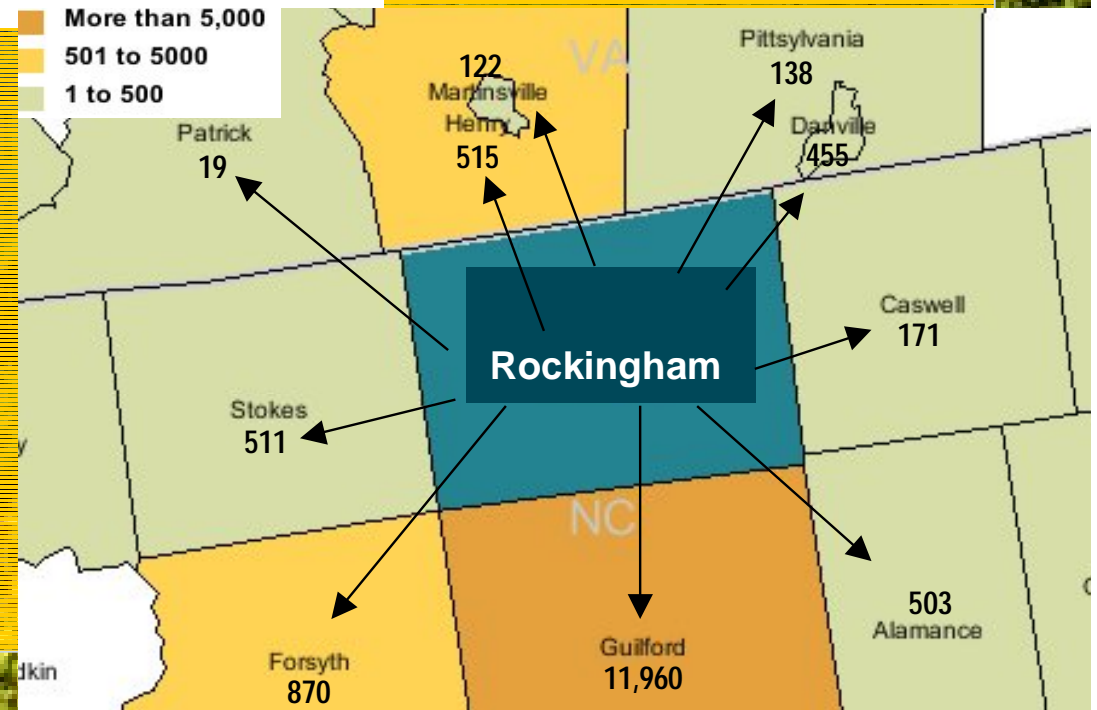 More than 5,000
501 to 5000
1 to 500
VA
Pittsylvania
138
122
Martinsville
Henry
515
Danville
455
Patrick
19
Caswell
171
Rockingham
Stokes
511
NC
503
Alamance
Guilford
11,960
Forsyth
870
dkin